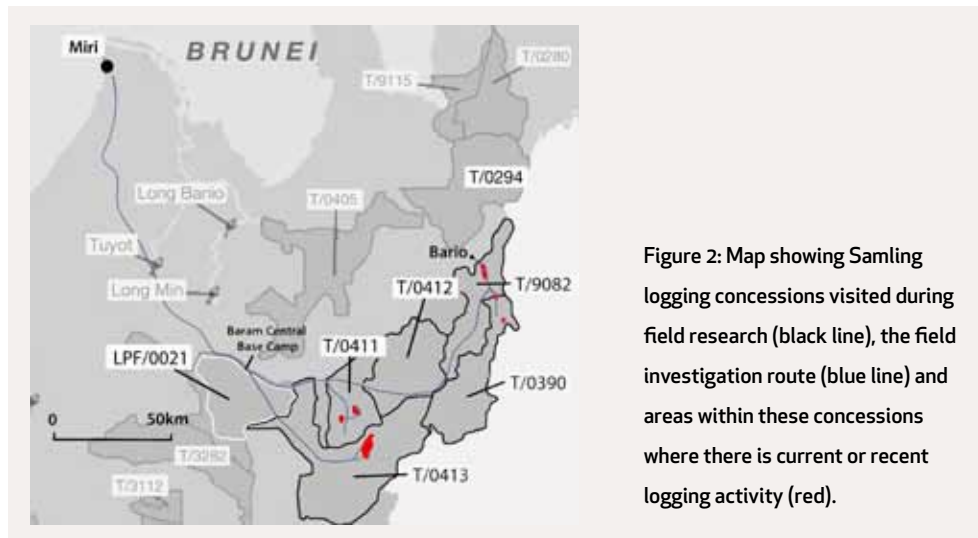 Miri
BRUNEI
T/0280
T/9115
T/0294
Long Banio
T/0405
Tuyot
Bario
T/9082
Long Min
T/0412
Baram Central
Base Camp
T/0411
LPF/0021
T/0390
0 50km
T/3282
T/0413
T/3112
Figure 2: Map showing Samling
logging concessions visited during
field research (black line), the field
investigation route (blue line) and
areas within these concessions
where there is current or recent
logging activity (red).